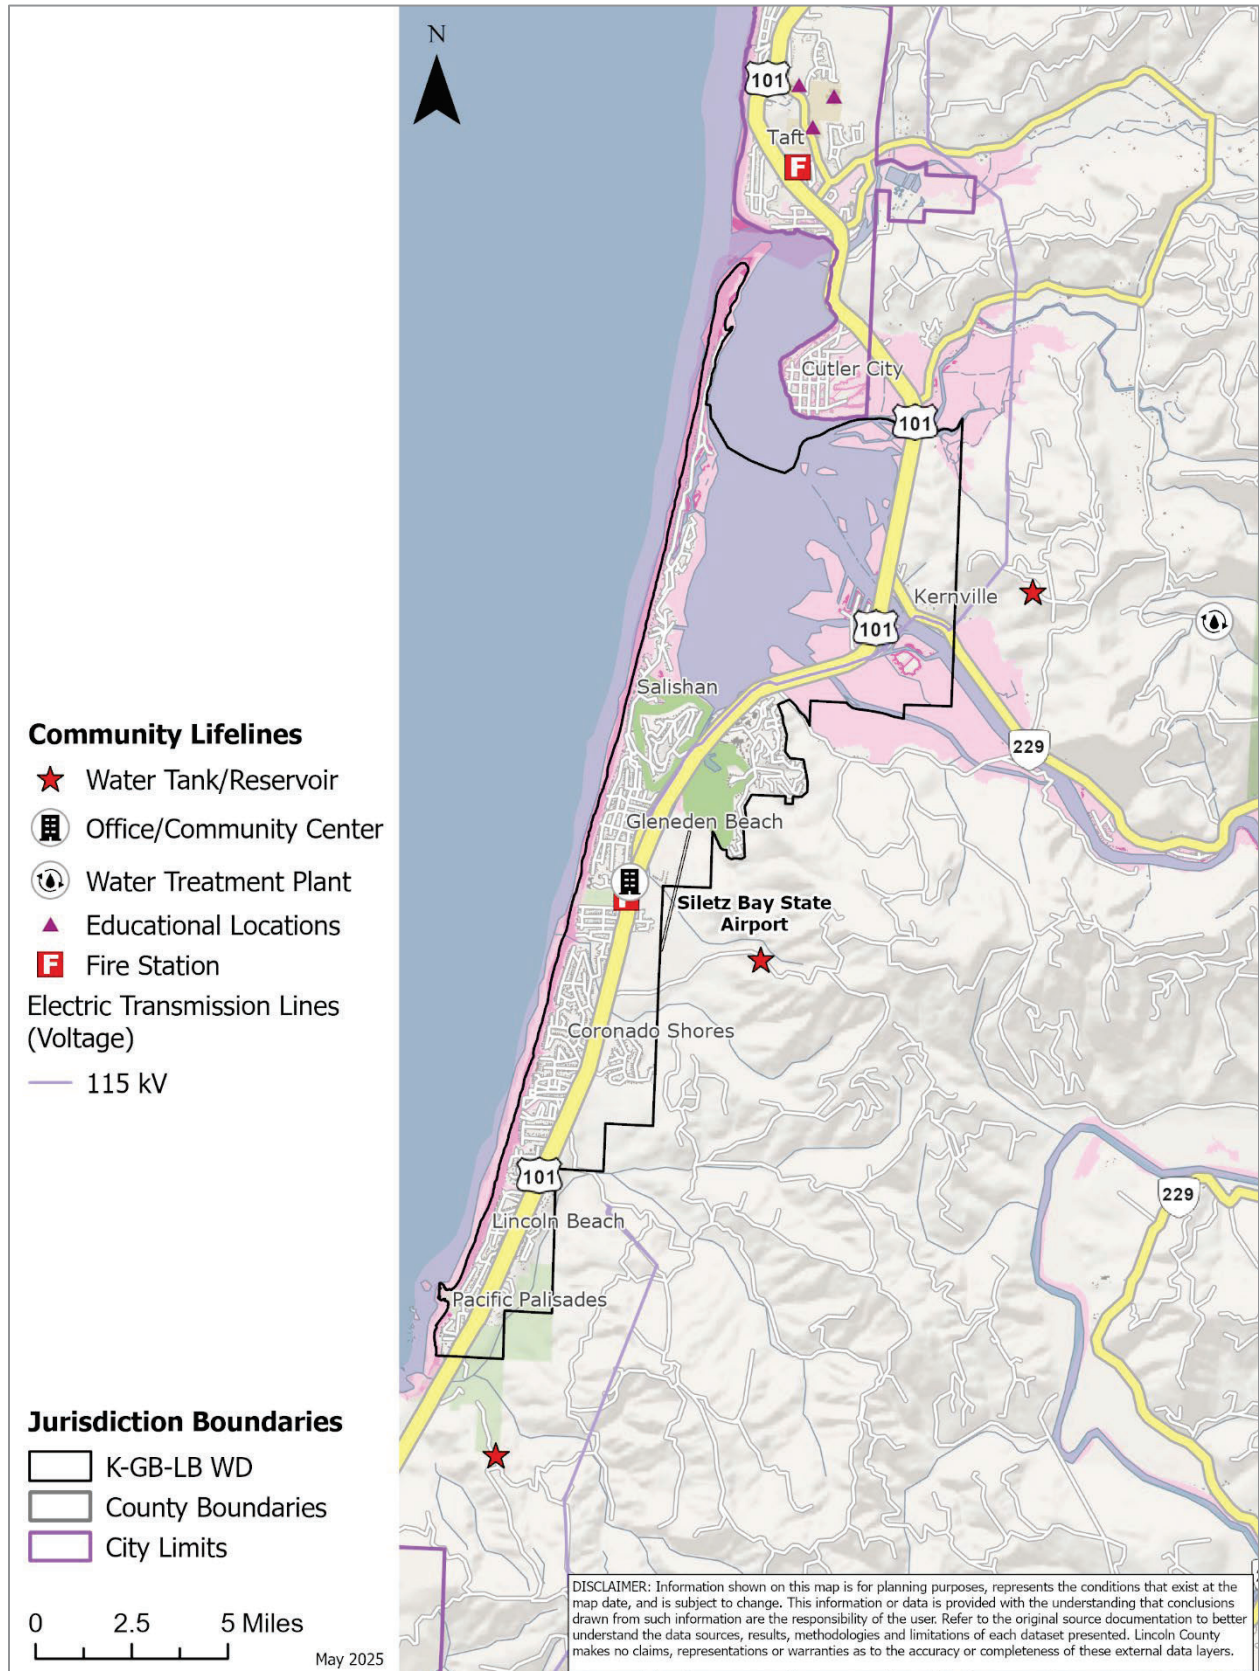 N
101
Taft
F
Cutler City
101
Kernville
101
Salishan
229
Gleneden Beach
F
Siletz Bay State
Airport
Coronado Shores
101
229
Lincoln Beach
Pacific Palisades
Community Lifelines
Water Tank/Reservoir
Office/Community Center
Water Treatment Plant
Educational Locations
F Fire Station
Electric Transmission Lines
(Voltage)
115 kV
Jurisdiction Boundaries
K-GB-LB WD
County Boundaries
City Limits
0 2.5 5 Miles
May 2025
DISCLAIMER: Information shown on this map is for planning purposes, represents the conditions that exist at the
map date, and is subject to change. This information or data is provided with the understanding that conclusions
drawn from such information are the responsibility of the user. Refer to the original source documentation to better
understand the data sources, results, methodologies and limitations of each dataset presented. Lincoln County
makes no claims, representations or warranties as to the accuracy or completeness of these external data layers.